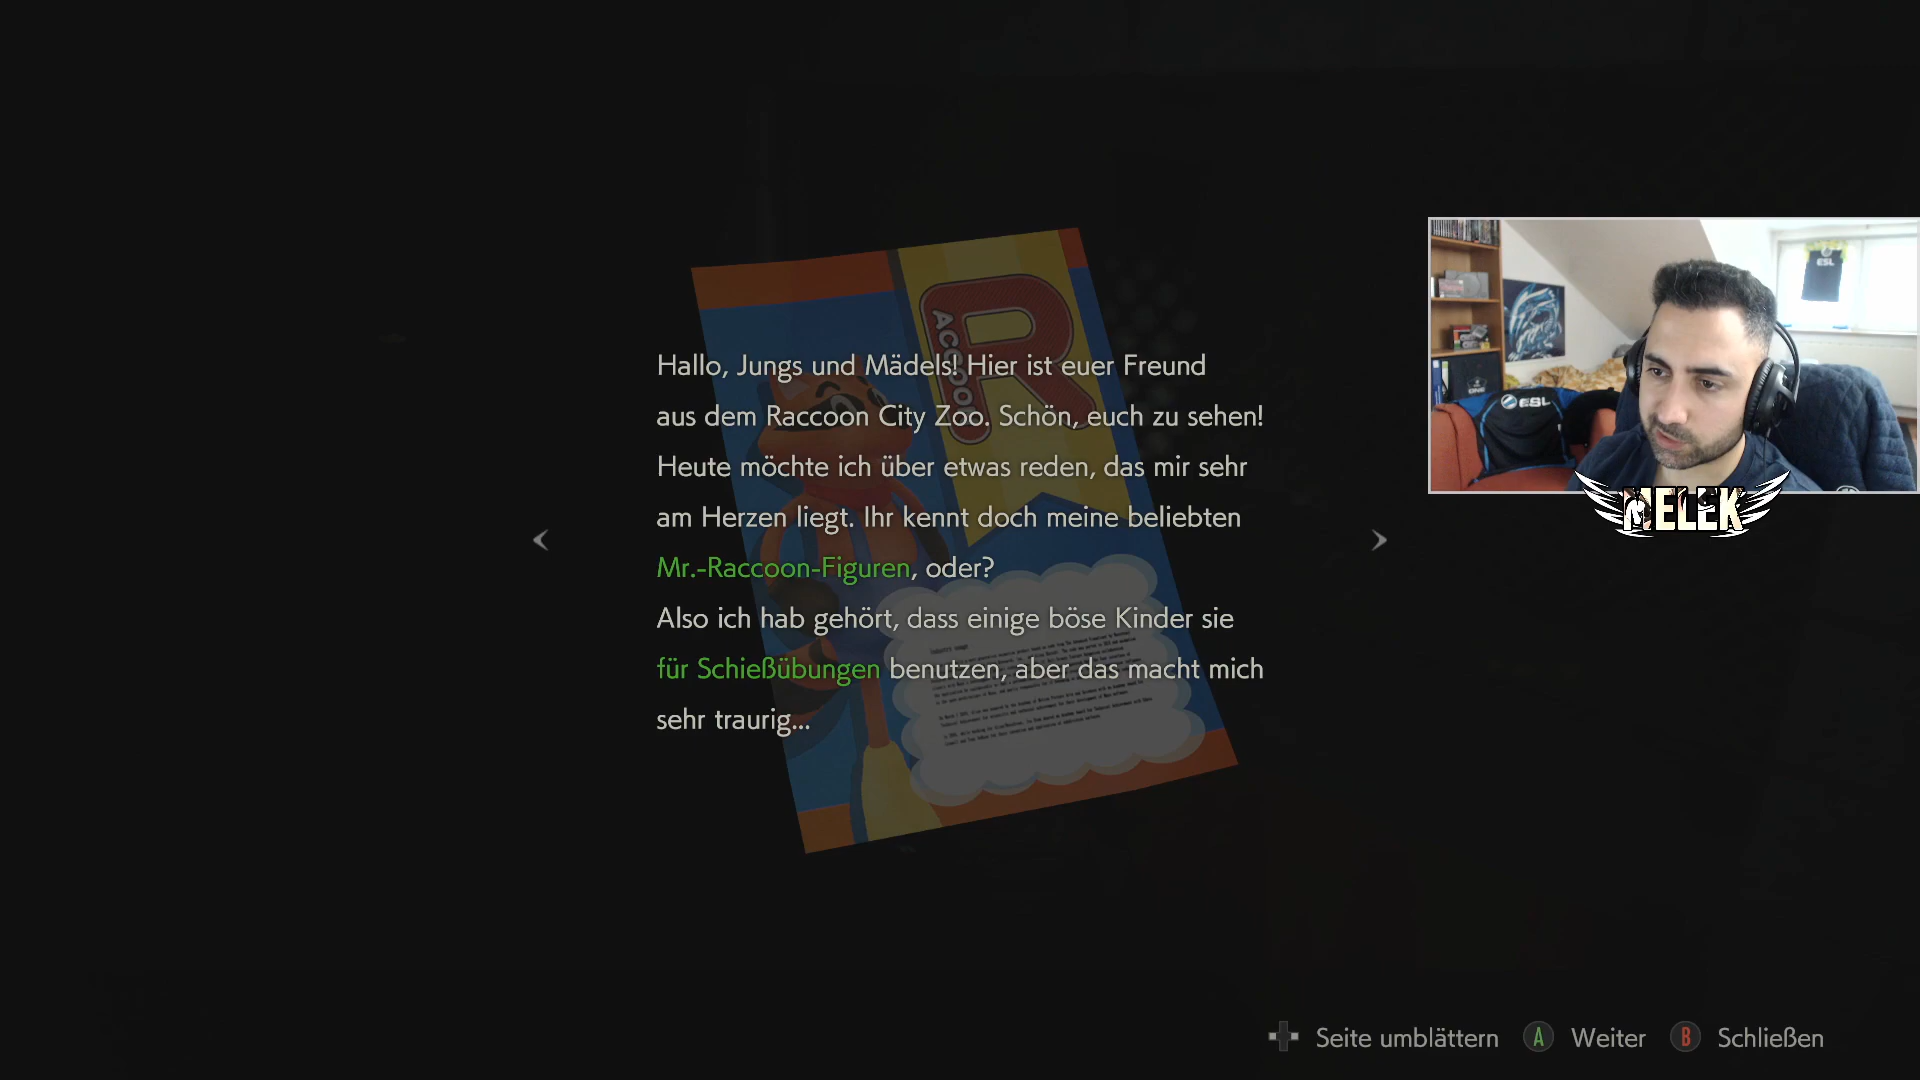 Hallo, Jungs und Mädels! Hier ist euer Freund
aus dem Raccoon City Zoo. Schön, euch zu sehen!
Heute möchte ich über etwas reden, das mir sehr
am Herzen liegt. Ihr kennt doch meine beliebten
Mr.-Raccoon-Figuren, oder?
Also ich hab gehört, dass einige böse Kinder sie
für Schießübungen benutzen, aber das macht mich
sehr traurig...
RACCOON
ESL
ESL
MELEK
Seite umblättern A Weiter B Schließen